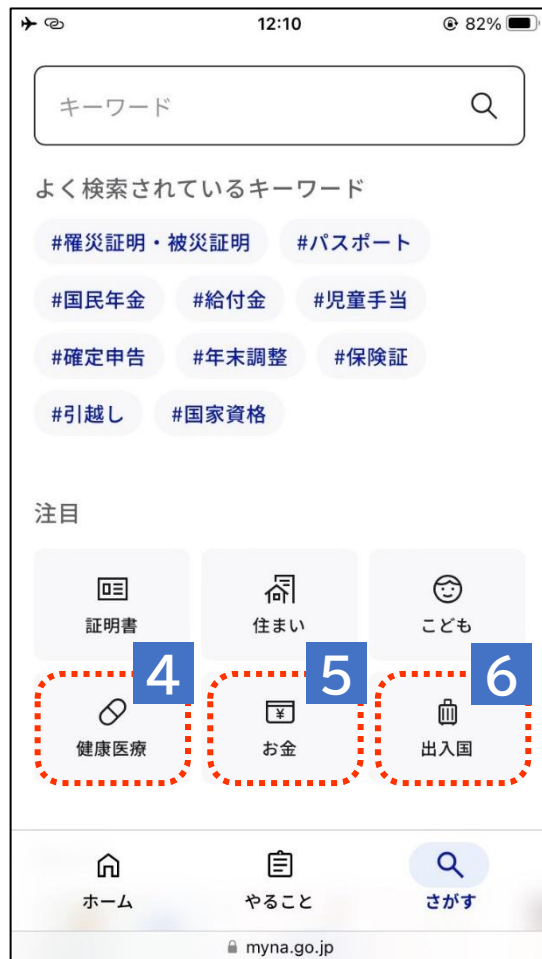 12:10
82%
キーワード
よく検索されているキーワード
#罹災証明・被災証明 #パスポート
#国民年金 #給付金 #児童手当
#確定申告 #年末調整 #保険証
#引越し #国家資格
注目
証明書 住まい こども
4 5 6
健康医療 お金 出入国
ホーム やること さがす
myna.go.jp